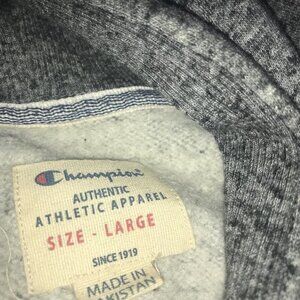 Champion
AUTHENTIC
ATHLETIC APPAREL
SIZE - LARGE
SINCE 1919
MADE IN
PAKISTAN